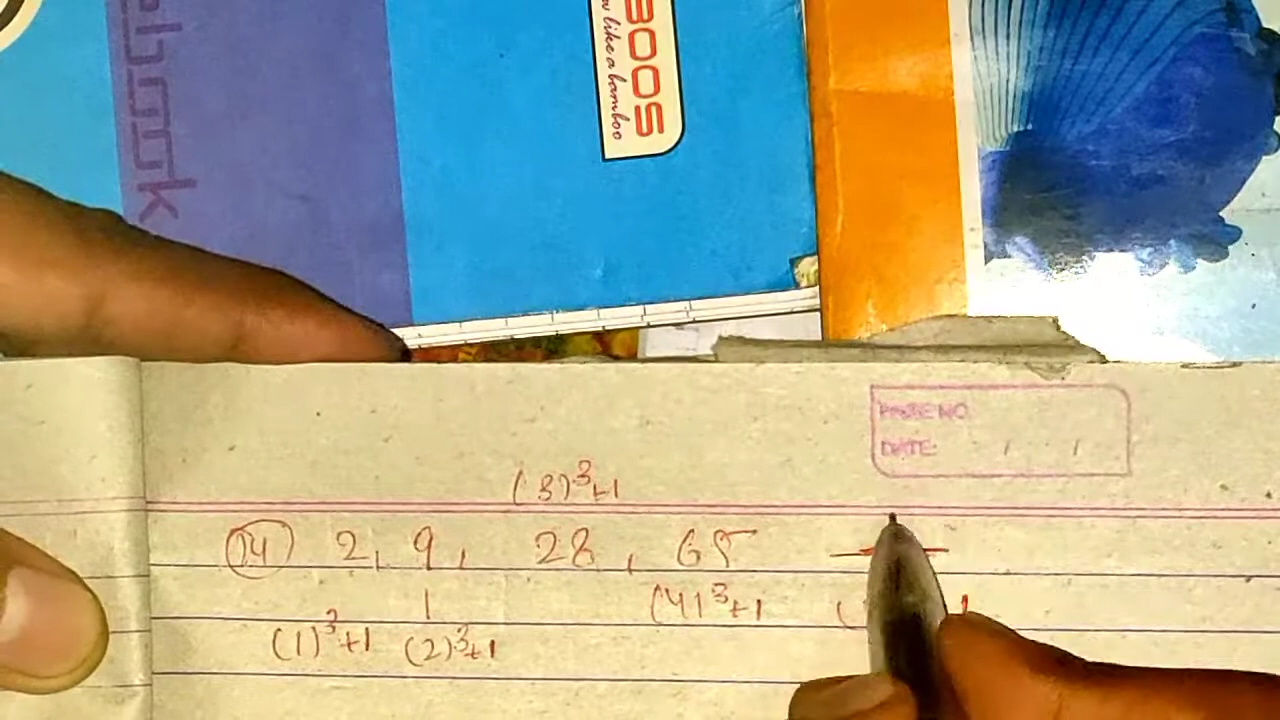 BOOS
ow like a bamboo
PAGE NO.
DATE: / /
(3)³+1
(14) 2, 9, 28, 65
(4)³+1 (
(1)³+1 (2)³+1